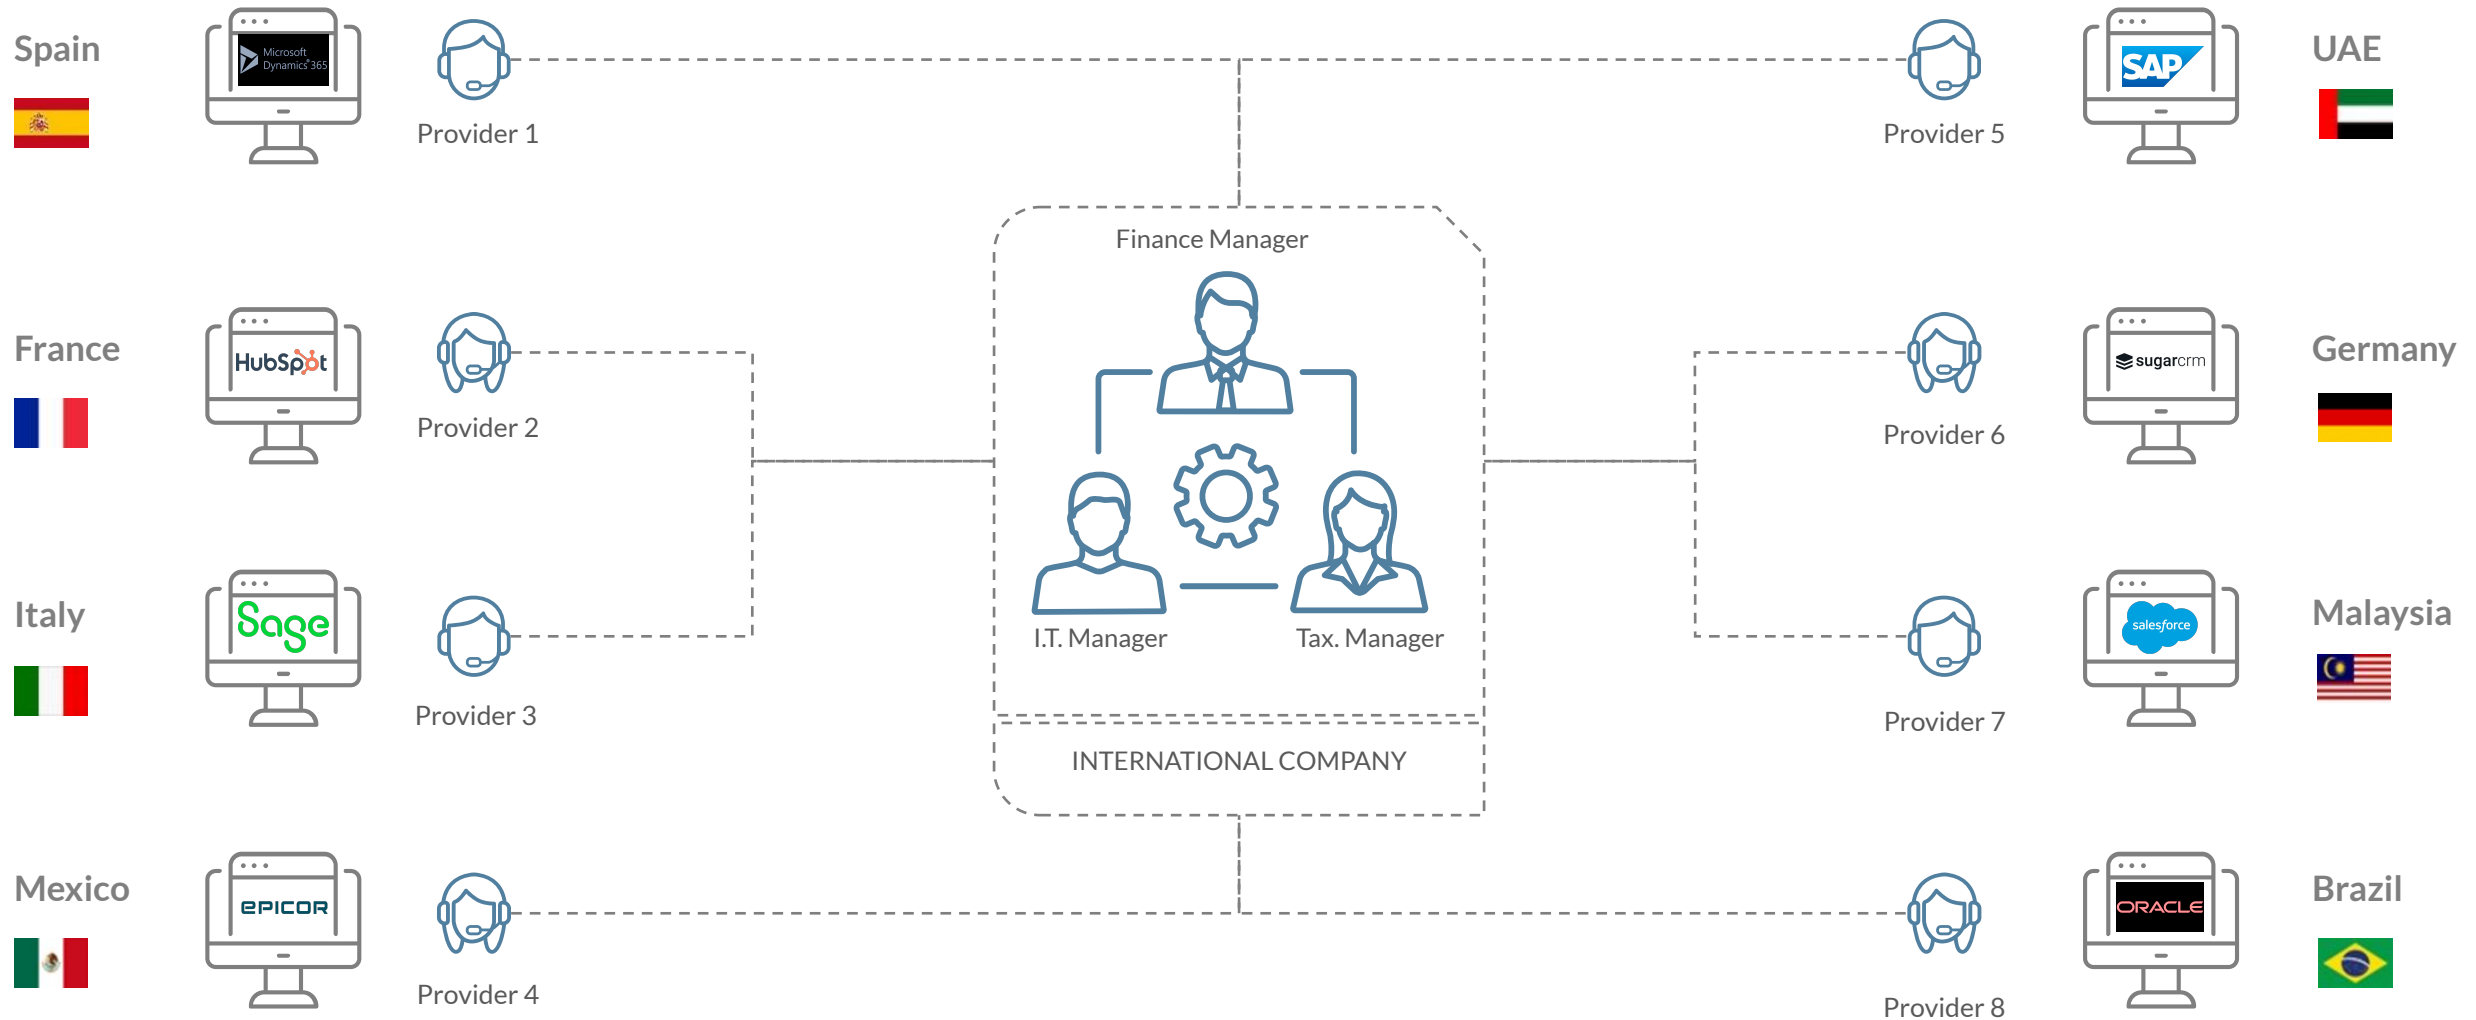 Spain
Microsoft
Dynamics 365
Provider 1
Provider 5
SAP
UAE
Finance Manager
France
HubSpot
Provider 2
Provider 6
sugarcrm
Germany
Italy
Sage
Provider 3
I.T. Manager
Tax. Manager
Provider 7
salesforce
Malaysia
INTERNATIONAL COMPANY
Mexico
EPICOR
Provider 4
Provider 8
ORACLE
Brazil